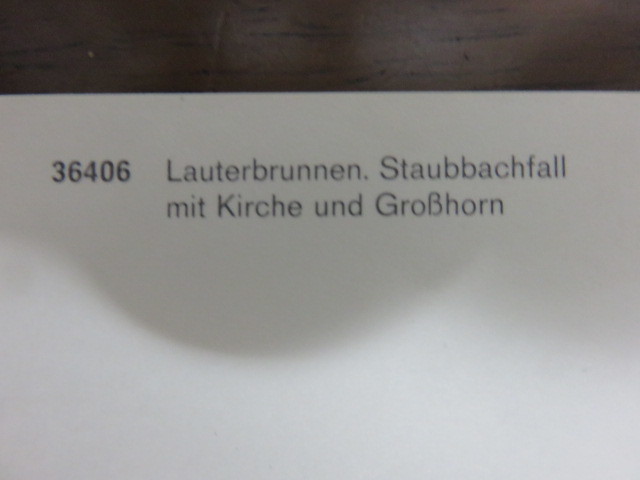 36406 Lauterbrunnen. Staubbachfall
mit Kirche und Großhorn